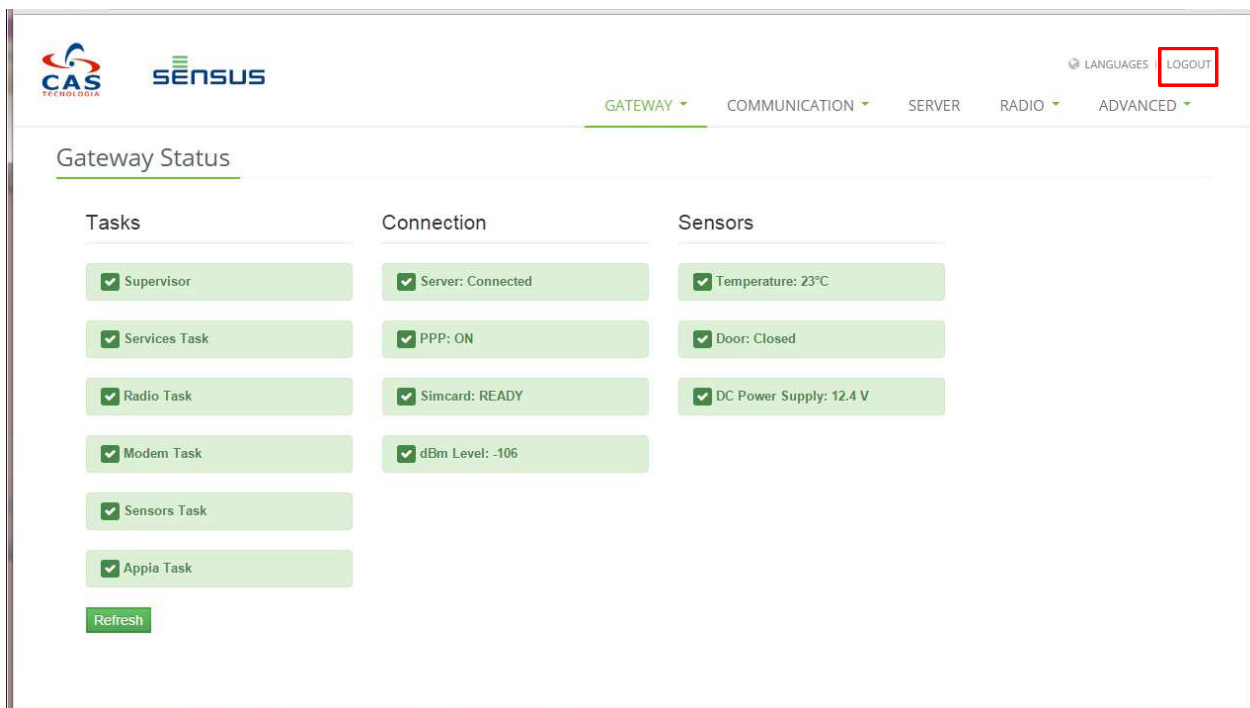 CAS
TECNOLOGIA
sensus
LANGUAGES | LOGOUT
GATEWAY COMMUNICATION SERVER RADIO ADVANCED
Gateway Status
Tasks
Supervisor
Services Task
Radio Task
Modem Task
Sensors Task
Appia Task
Refresh
Connection
Server: Connected
PPP: ON
Simcard: READY
dBm Level: -106
Sensors
Temperature: 23°C
Door: Closed
DC Power Supply: 12.4 V